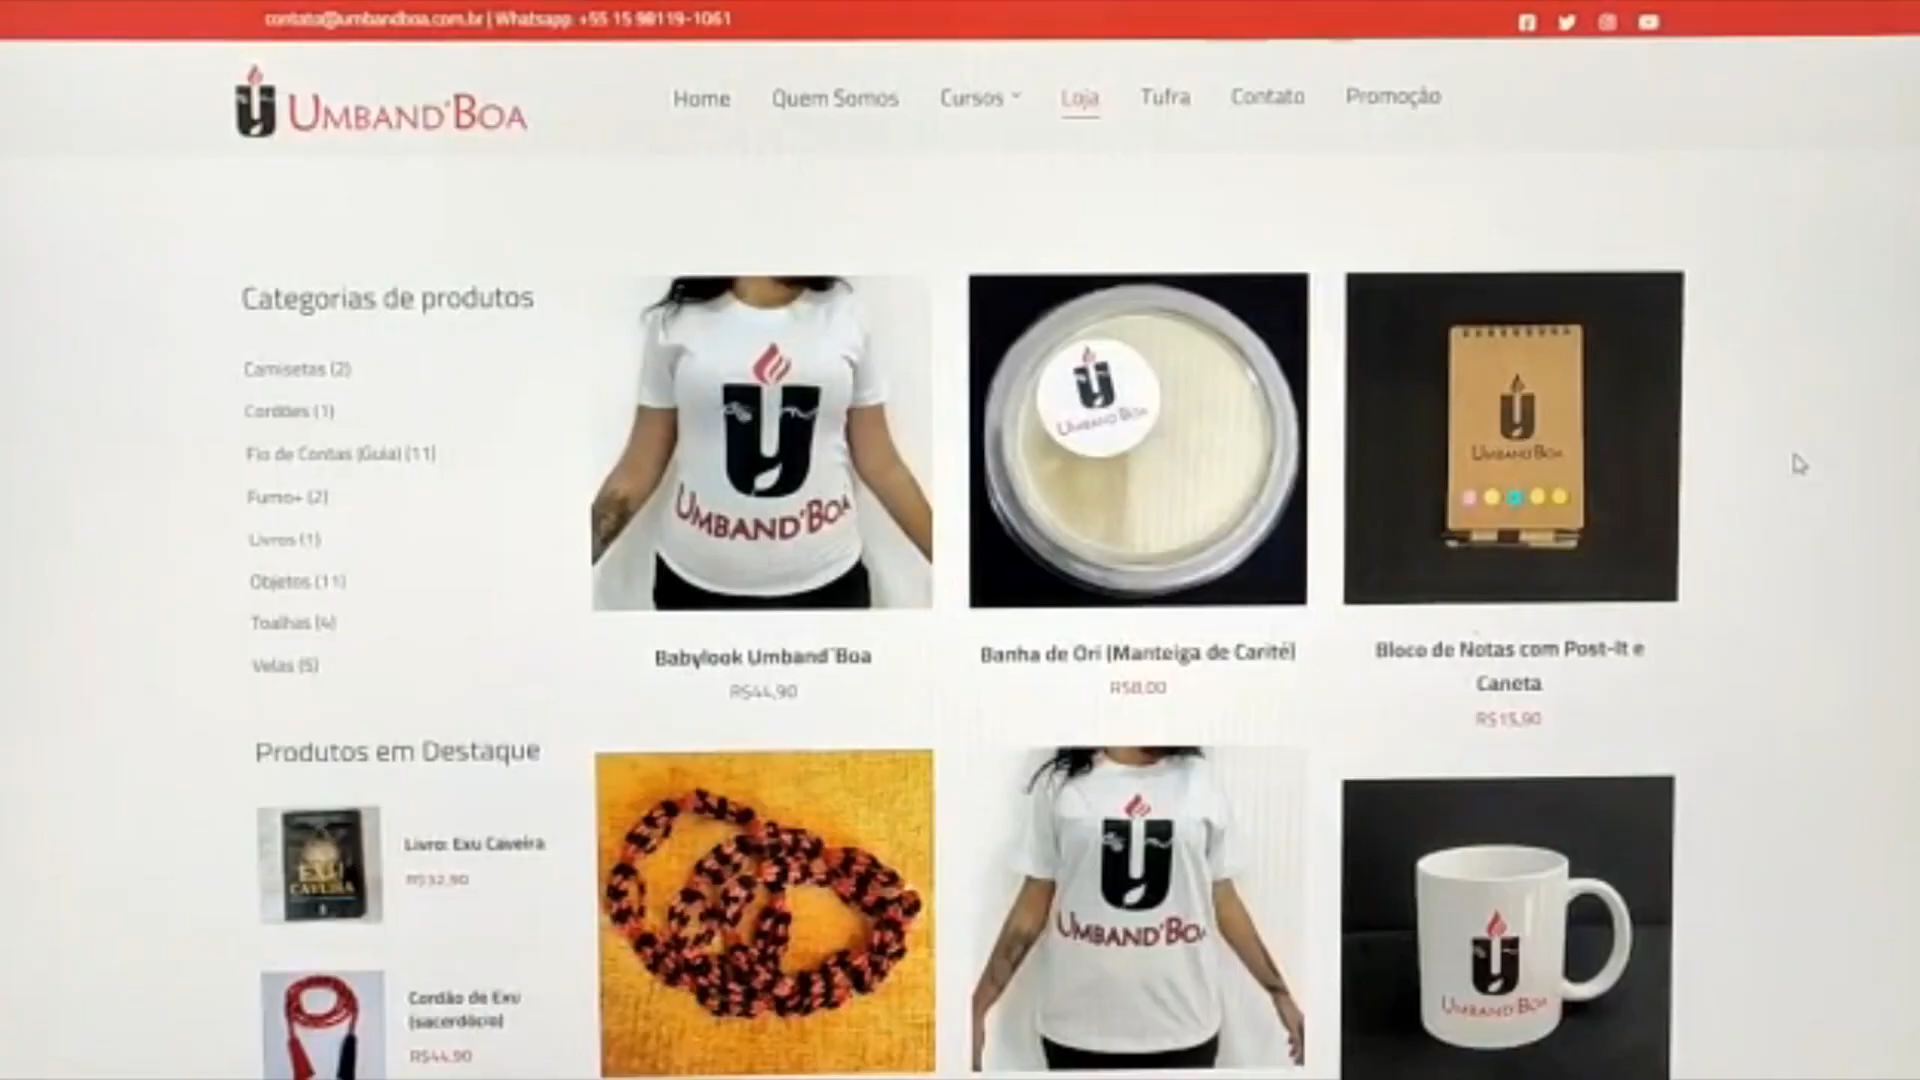 contato@umbandboa.com.br | Whatsapp: +55 15 98119-1061
UMBAND'BOA
Home Quem Somos Cursos Loja Tufra Contato Promoção
Categorias de produtos
Camisetas (2)
Cordões (1)
Fio de Contas (Guia) (11)
Fumo+ (2)
Livros (1)
Objetos (11)
Toalhas (4)
Velas (5)
UMBAND'BOA
UMBAND'BOA
UMBAND'BOA
Babylook Umband'Boa
R$44,90
Banha de Ori (Manteiga de Carité)
R$8,00
Bloco de Notas com Post-It e
Caneta
R$15,90
Produtos em Destaque
EXU
CAVEIRA
Livro: Exu Caveira
R$32,90
Cordão de Exu
(sacerdócio)
R$44,90
UMBAND'BOA
UMBAND'BOA